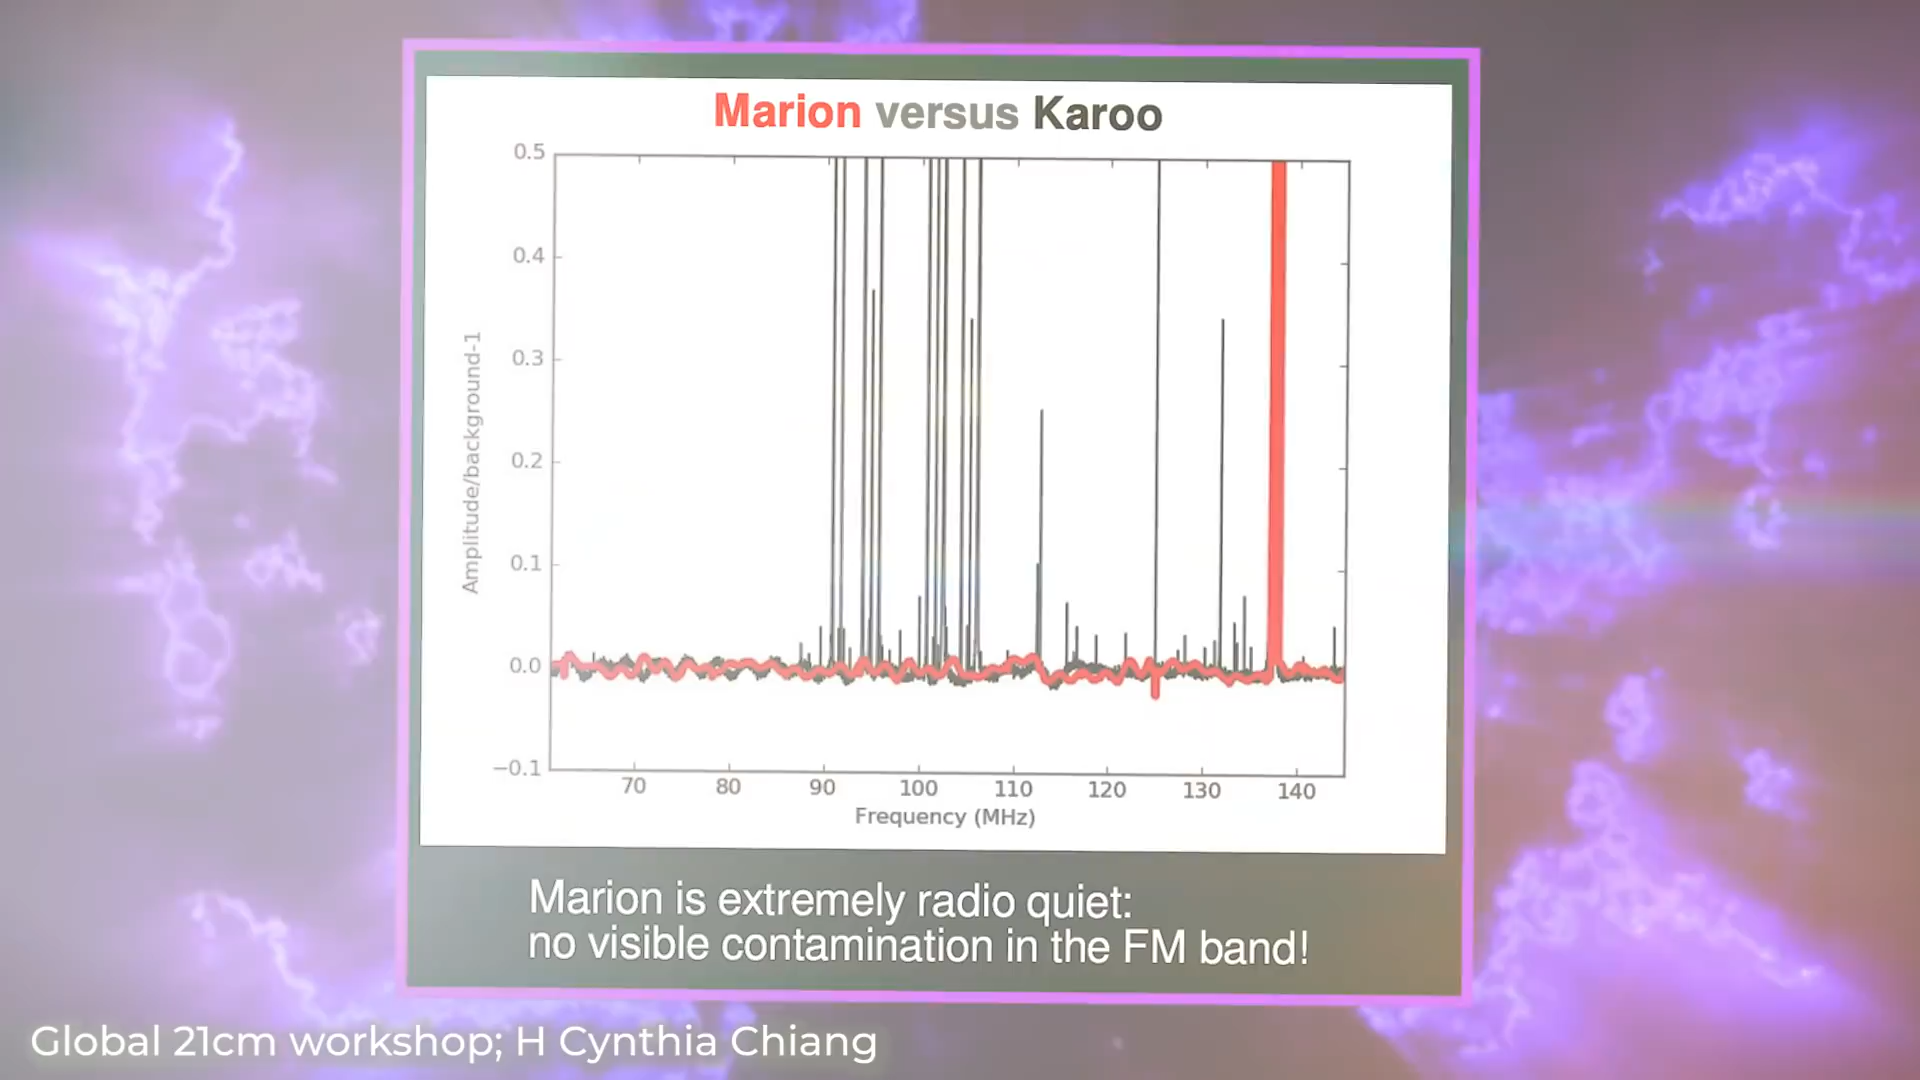 Marion versus Karoo
0.5
0.4
0.3
0.2
0.1
0.0
−0.1
Amplitude/background-1
70 80 90 100 110 120 130 140
Frequency (MHz)
Marion is extremely radio quiet:
no visible contamination in the FM band!
Global 21cm workshop; H Cynthia Chiang